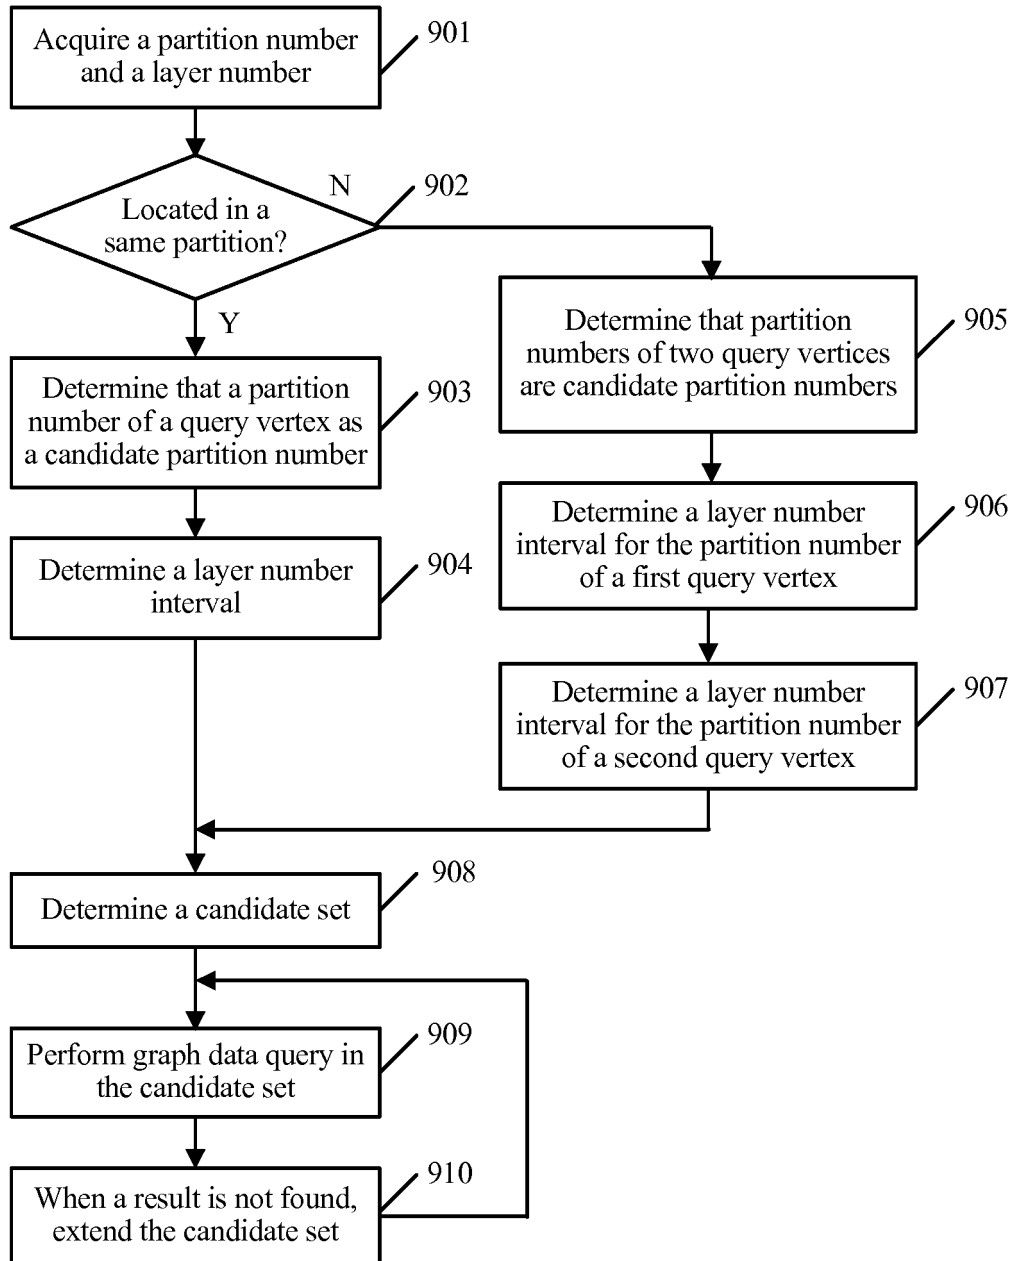 Acquire a partition number
and a layer number
901
Located in a
same partition?
902
N
Y
Determine that a partition
number of a query vertex as
a candidate partition number
903
Determine a layer number
interval
904
Determine that partition
numbers of two query vertices
are candidate partition numbers
905
Determine a layer number
interval for the partition number
of a first query vertex
906
Determine a layer number
interval for the partition number
of a second query vertex
907
Determine a candidate set
908
Perform graph data query in
the candidate set
909
When a result is not found,
extend the candidate set
910